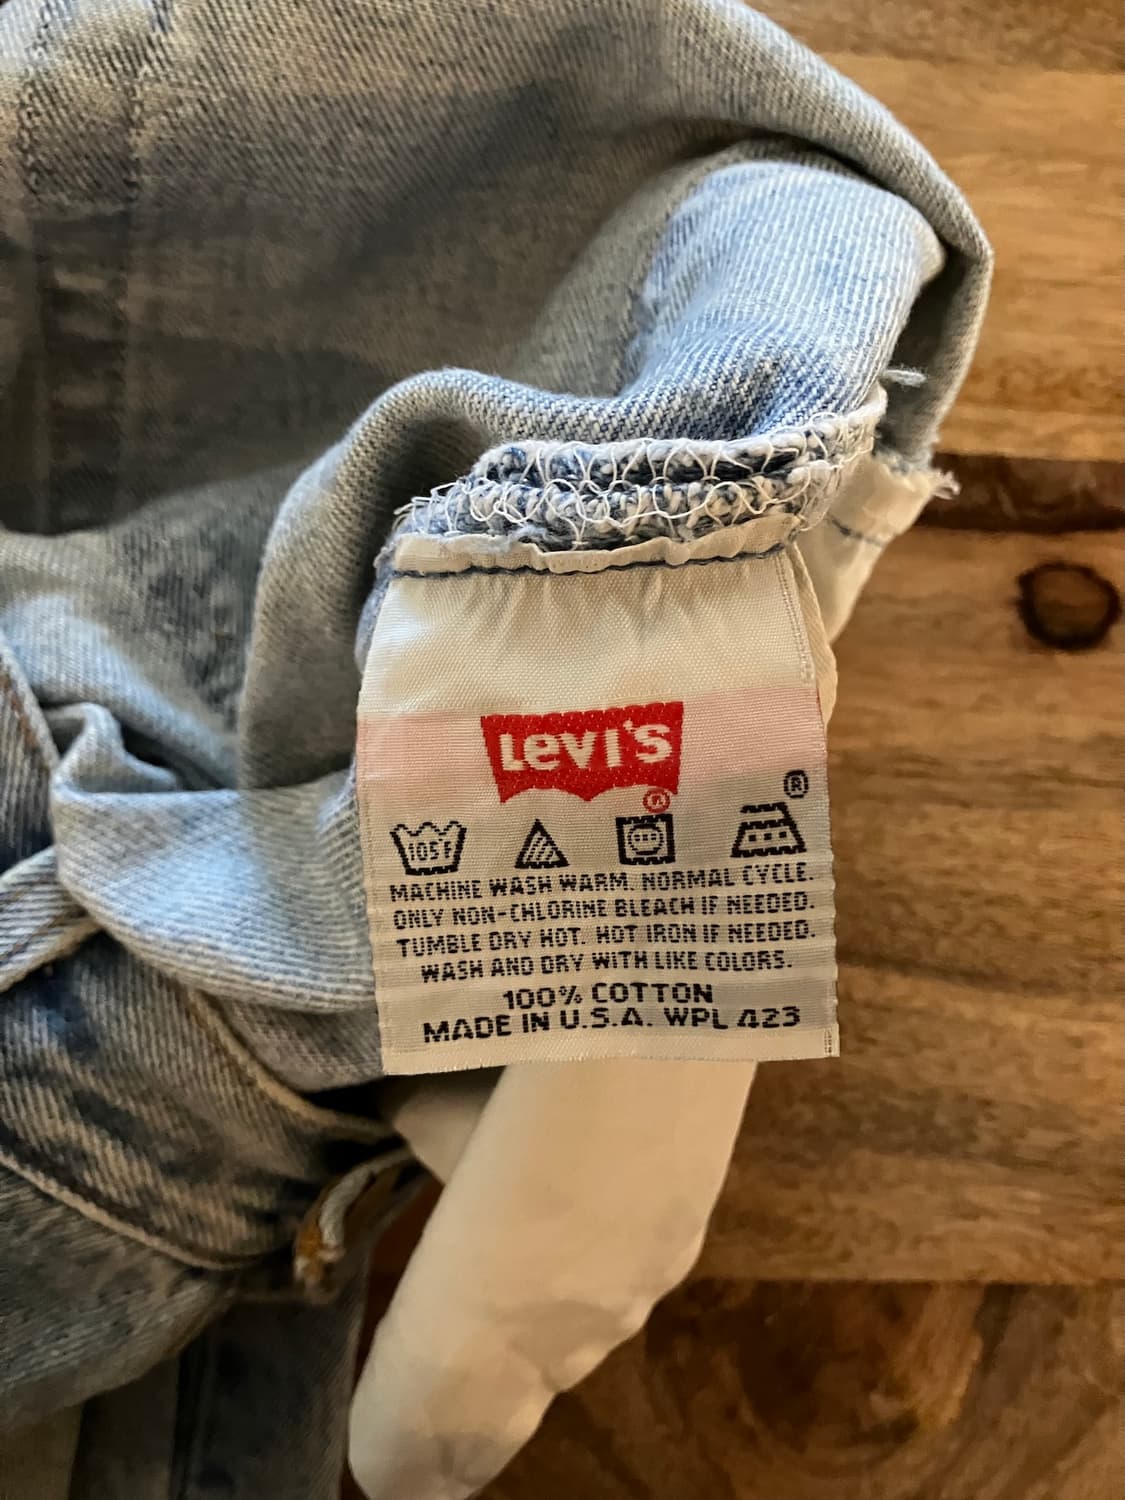 LEVI'S
®
®
105°F
MACHINE WASH WARM. NORMAL CYCLE.
ONLY NON-CHLORINE BLEACH IF NEEDED.
TUMBLE DRY HOT. HOT IRON IF NEEDED.
WASH AND DRY WITH LIKE COLORS.
100% COTTON
MADE IN U.S.A. WPL 423